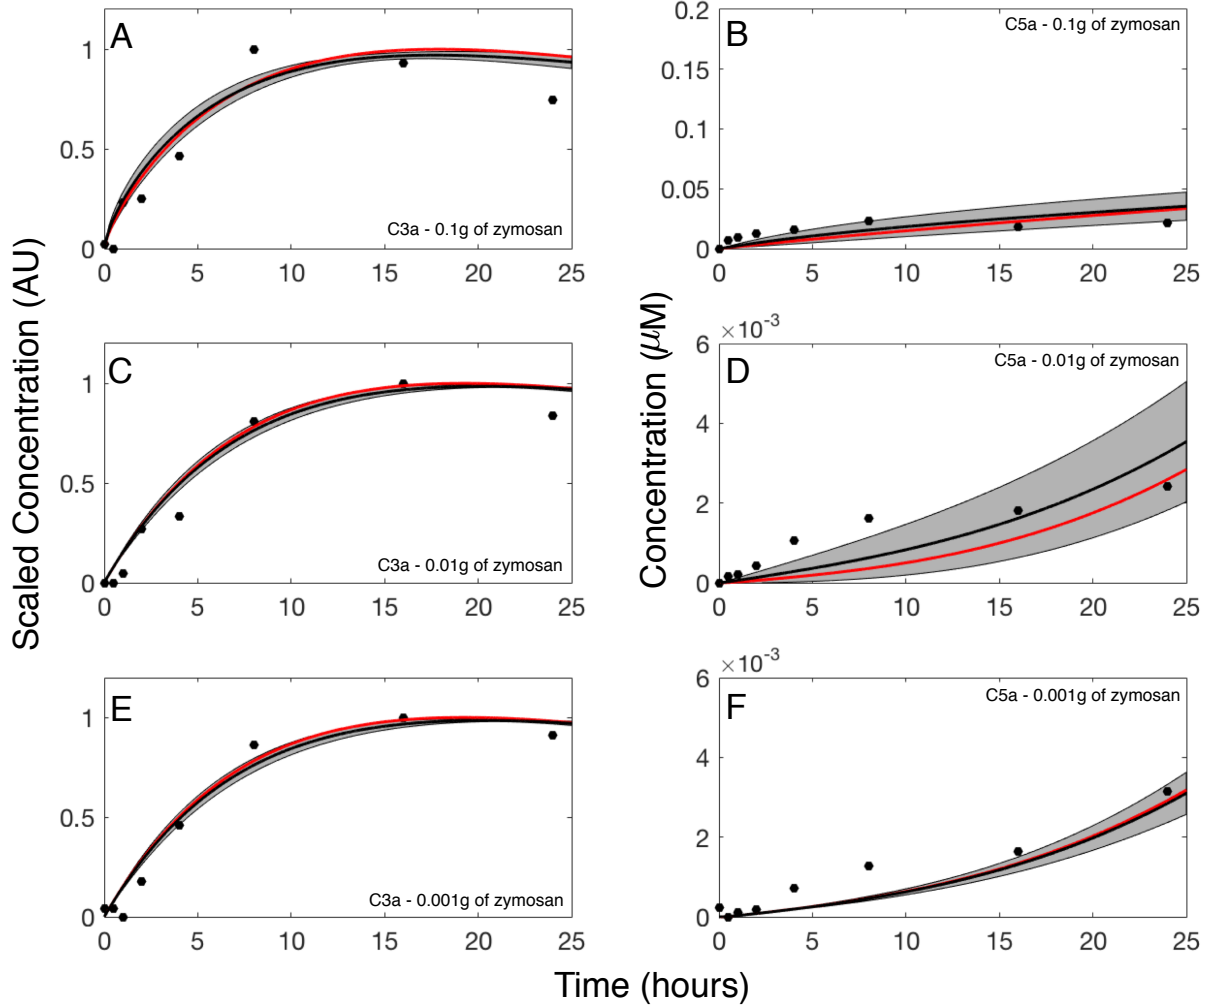 A
1
0.5
0
C3a - 0.1g of zymosan
0 5 10 15 20 25
B
C5a - 0.1g of zymosan
0.2
0.15
0.1
0.05
0
0 5 10 15 20 25
Scaled Concentration (AU)
C
1
0.5
0
C3a - 0.01g of zymosan
0 5 10 15 20 25
Concentration (μM)
×10⁻³
D
C5a - 0.01g of zymosan
6
4
2
0
0 5 10 15 20 25
E
1
0.5
0
C3a - 0.001g of zymosan
0 5 10 15 20 25
×10⁻³
F
C5a - 0.001g of zymosan
6
4
2
0
0 5 10 15 20 25
Time (hours)